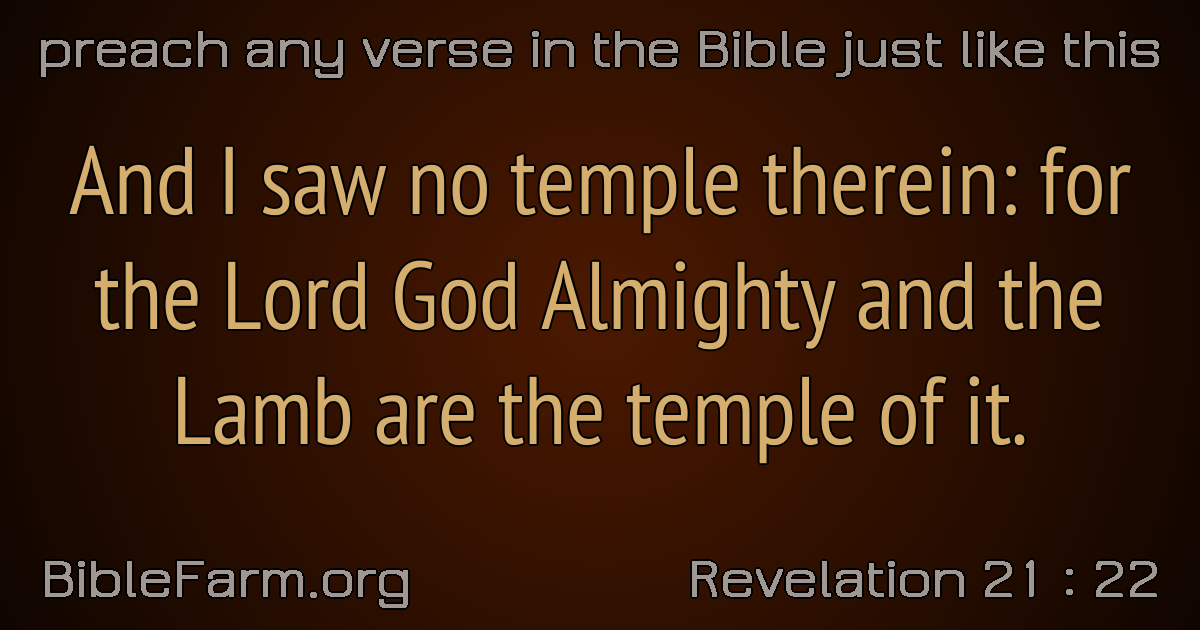 preach any verse in the Bible just like this
And I saw no temple therein: for
the Lord God Almighty and the
Lamb are the temple of it.
BibleFarm.org
Revelation 21 : 22